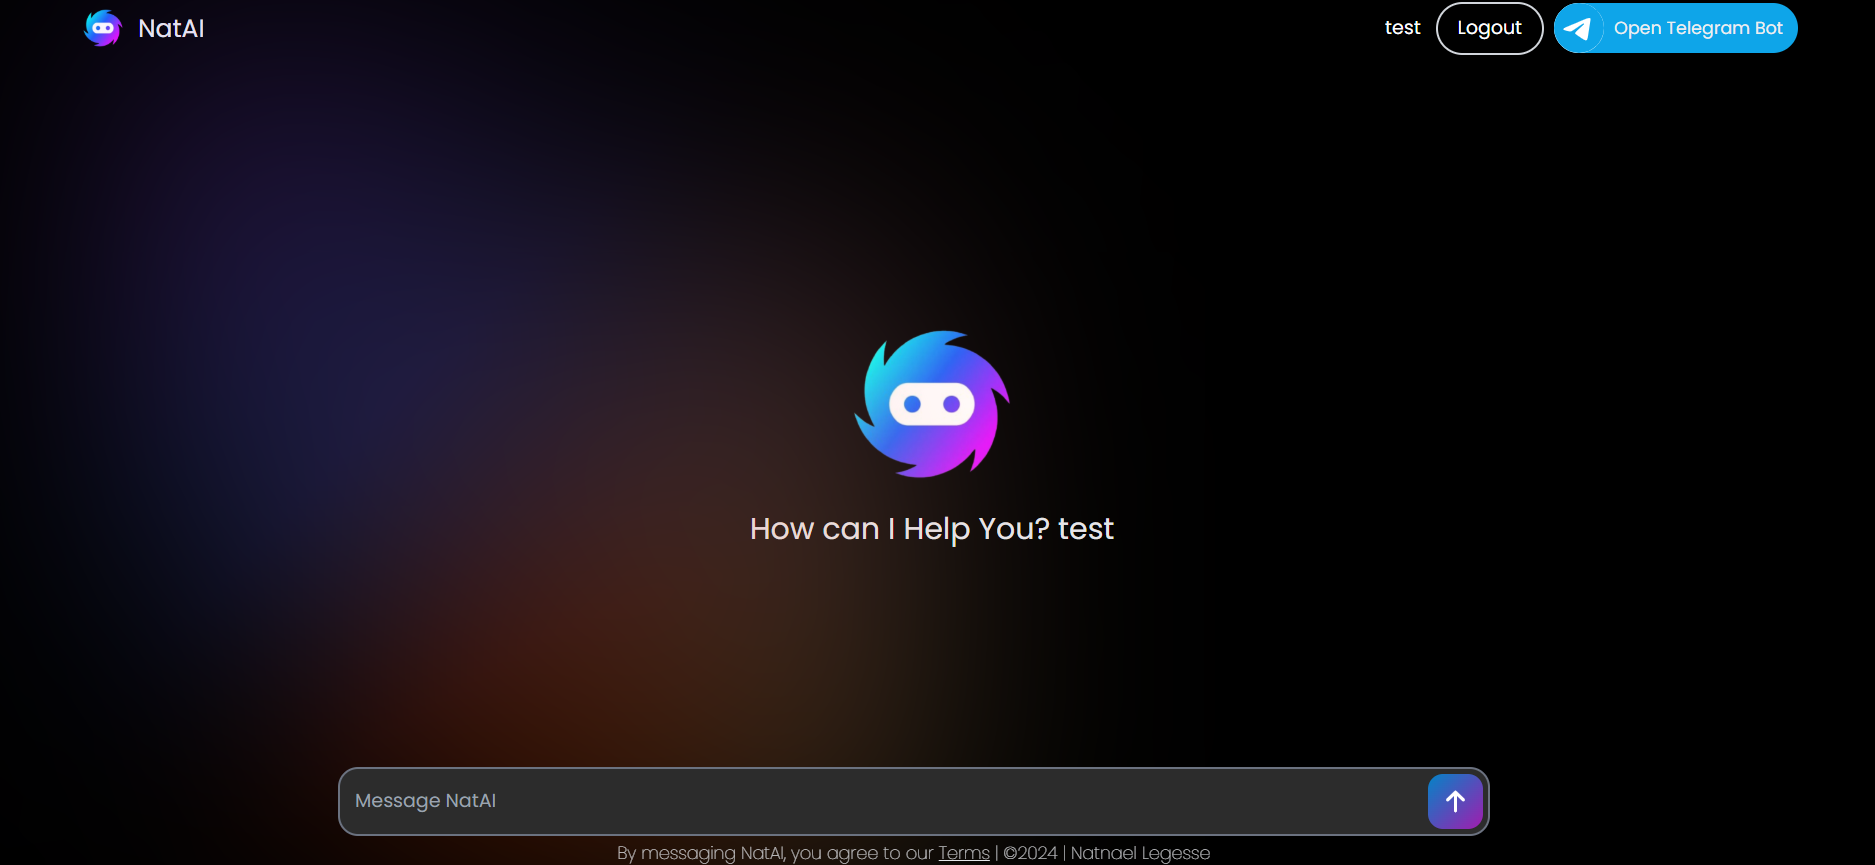 NatAI
test
Logout
Open Telegram Bot
How can I Help You? test
Message NatAI
By messaging NatAI, you agree to our Terms | ©2024 | Natnael Legesse